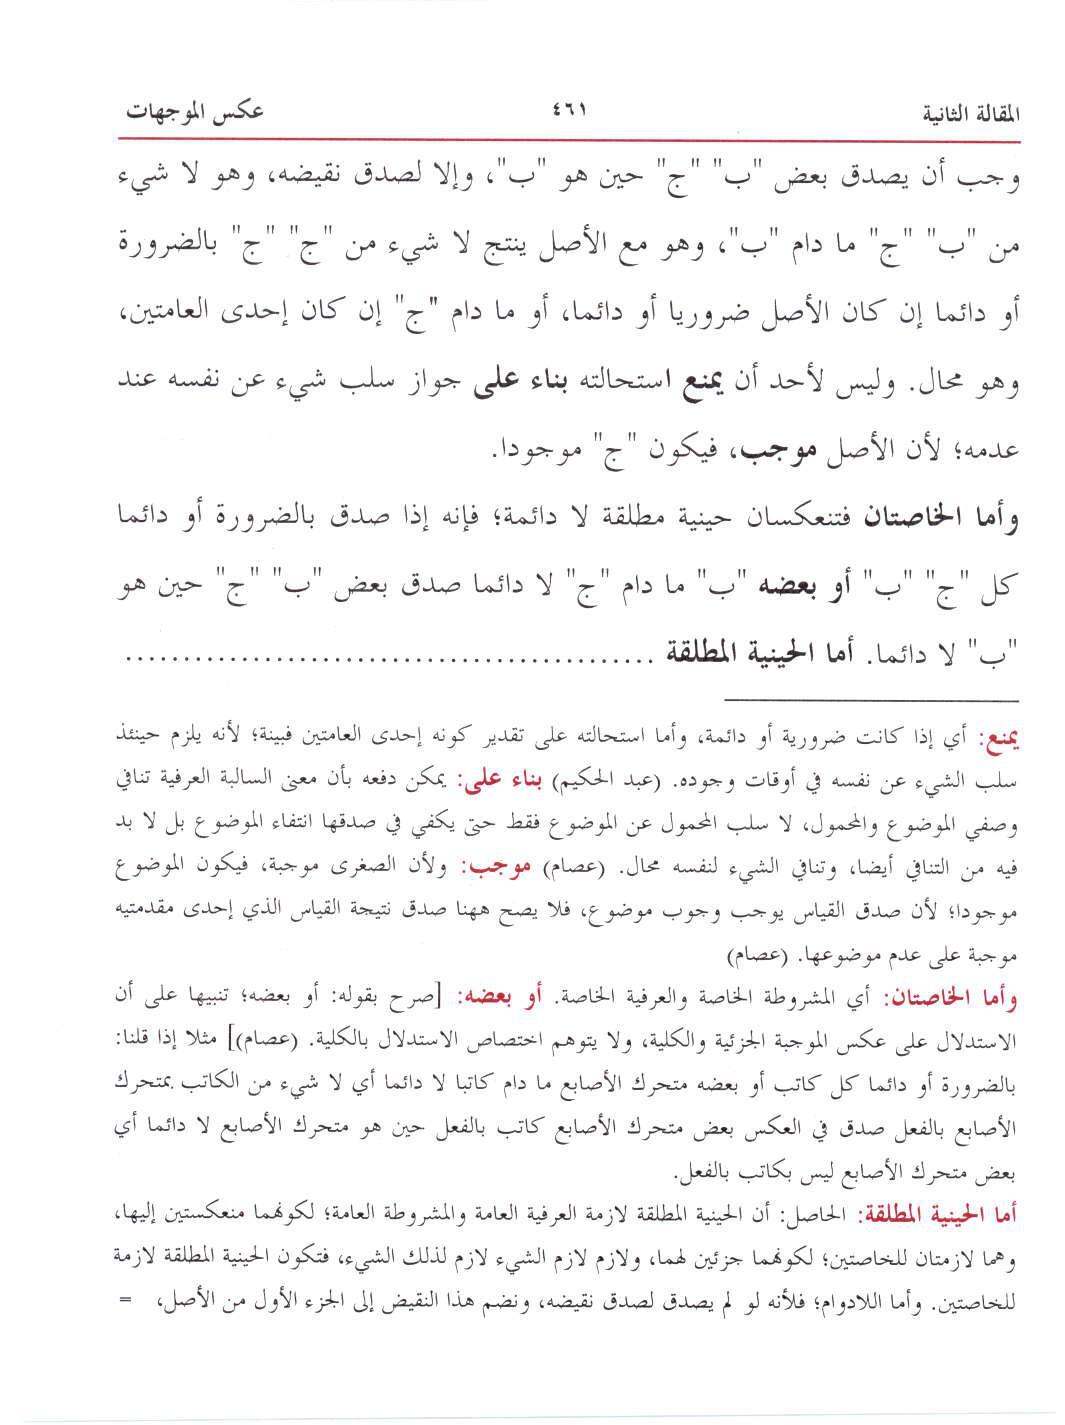 المقالة الثانية ٤٦١ عكس الموجهات
وجب أن يصدق بعض "ب" "ج" حين هو "ب"، وإلا لصدق نقيضه، وهو لا شيء
من "ب" "ج" ما دام "ب"، وهو مع الأصل ينتج لا شيء من "ج" "ج" بالضرورة
أو دائما إن كان الأصل ضروريا أو دائما، أو ما دام "ج" إن كان إحدى العامتين،
وهو محال. وليس لأحد أن يمنع استحالته بناء على جواز سلب شيء عن نفسه عند
عدمه؛ لأن الأصل موجب، فيكون "ج" موجودا.
وأما الخاصتان فتنعكسان حينية مطلقة لا دائمة؛ فإنه إذا صدق بالضرورة أو دائما
كل "ج" "ب" أو بعضه "ب" ما دام "ج" لا دائما صدق بعض "ب" "ج" حين هو
"ب" لا دائما. أما الحينية المطلقة ..............................................
يمنع: أي إذا كانت ضرورية أو دائمة، وأما استحالته على تقدير كونه إحدى العامتين فبينة؛ لأنه يلزم حينئذ
سلب الشيء عن نفسه في أوقات وجوده. (عبد الحكيم) بناء على: يمكن دفعه بأن معنى السالبة العرفية تنافي
وصفي الموضوع والمحمول، لا سلب المحمول عن الموضوع فقط حتى يكفي في صدقها انتفاء الموضوع بل لا بد
فيه من التنافي أيضا، وتنافي الشيء لنفسه محال. (عصام) موجب: ولأن الصغرى موجبة، فيكون الموضوع
موجودا؛ لأن صدق القياس يوجب وجوب موضوع، فلا يصح ههنا صدق نتيجة القياس الذي إحدى مقدمتيه
موجبة على عدم موضوعها. (عصام)
وأما الخاصتان: أي المشروطة الخاصة والعرفية الخاصة. أو بعضه: [صرح بقوله: أو بعضه؛ تنبيها على أن
الاستدلال على عكس الموجبة الجزئية والكلية، ولا يتوهم اختصاص الاستدلال بالكلية. (عصام)] مثلا إذا قلنا:
بالضرورة أو دائما كل كاتب أو بعضه متحرك الأصابع ما دام كاتبا لا دائما أي لا شيء من الكاتب بمتحرك
الأصابع بالفعل صدق في العكس بعض متحرك الأصابع كاتب بالفعل حين هو متحرك الأصابع لا دائما أي
بعض متحرك الأصابع ليس بكاتب بالفعل.
أما الحينية المطلقة: الحاصل: أن الحينية المطلقة لازمة العرفية العامة والمشروطة العامة؛ لكونهما منعكستين إليها،
وهما لازمتان للخاصتين؛ لكونهما جزئين لهما، ولازم لازم الشيء لازم لذلك الشيء، فتكون الحينية المطلقة لازمة
للخاصتين. وأما اللادوام؛ فلأنه لو لم يصدق لصدق نقيضه، ونضم هذا النقيض إلى الجزء الأول من الأصل، =